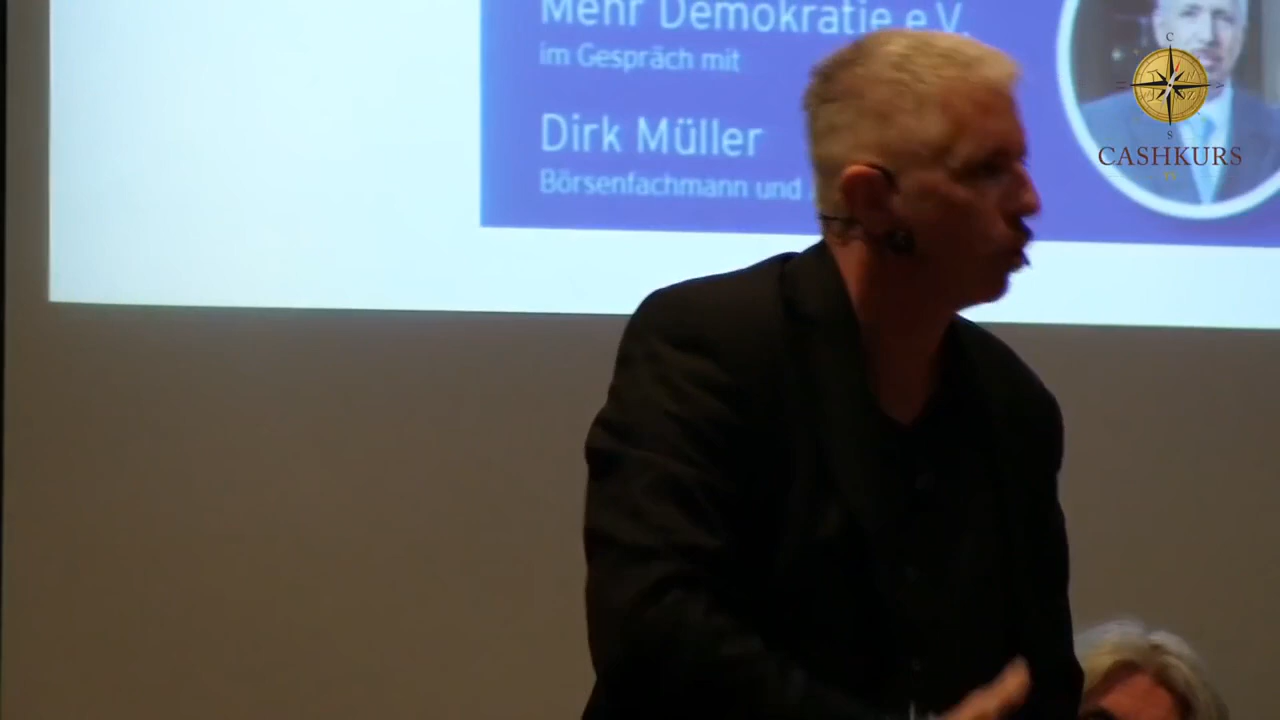 Mehr Demokratie e.V.
im Gespräch mit
Dirk Müller
Börsenfachmann und
C
S
CASHKURS